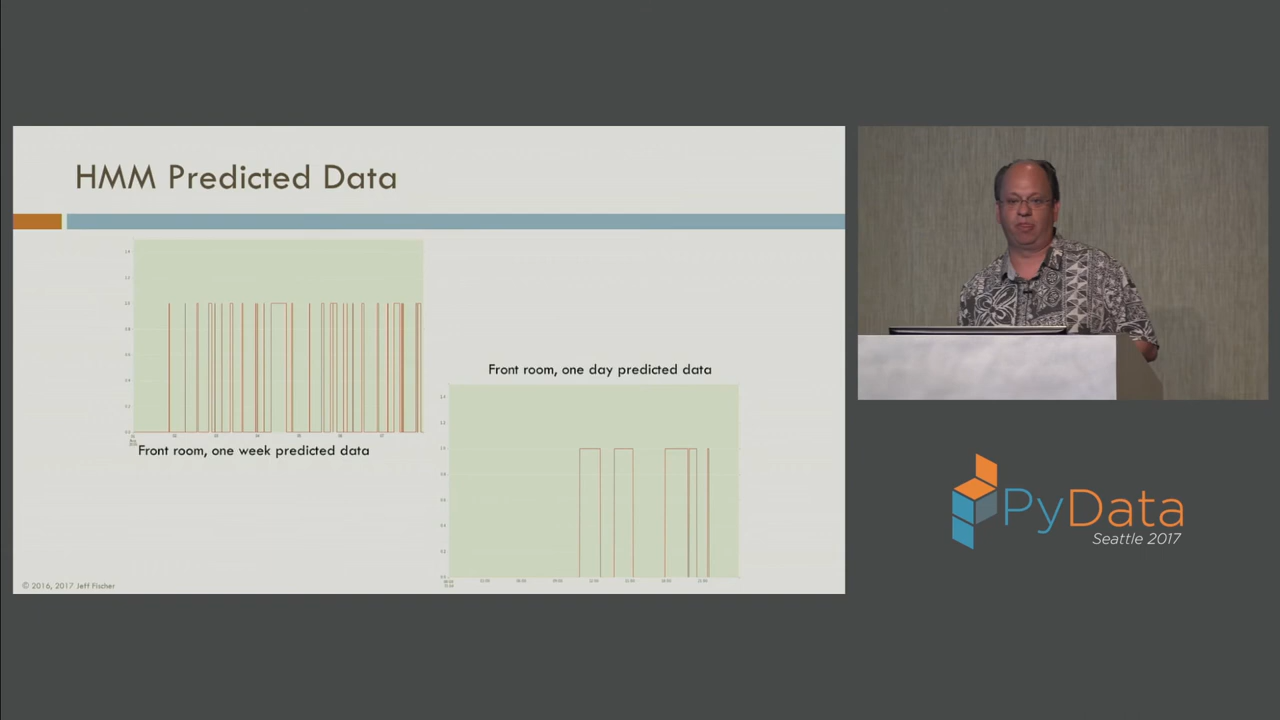 HMM Predicted Data
Front room, one day predicted data
Front room, one week predicted data
© 2016, 2017 Jeff Fischer
PyData
Seattle 2017